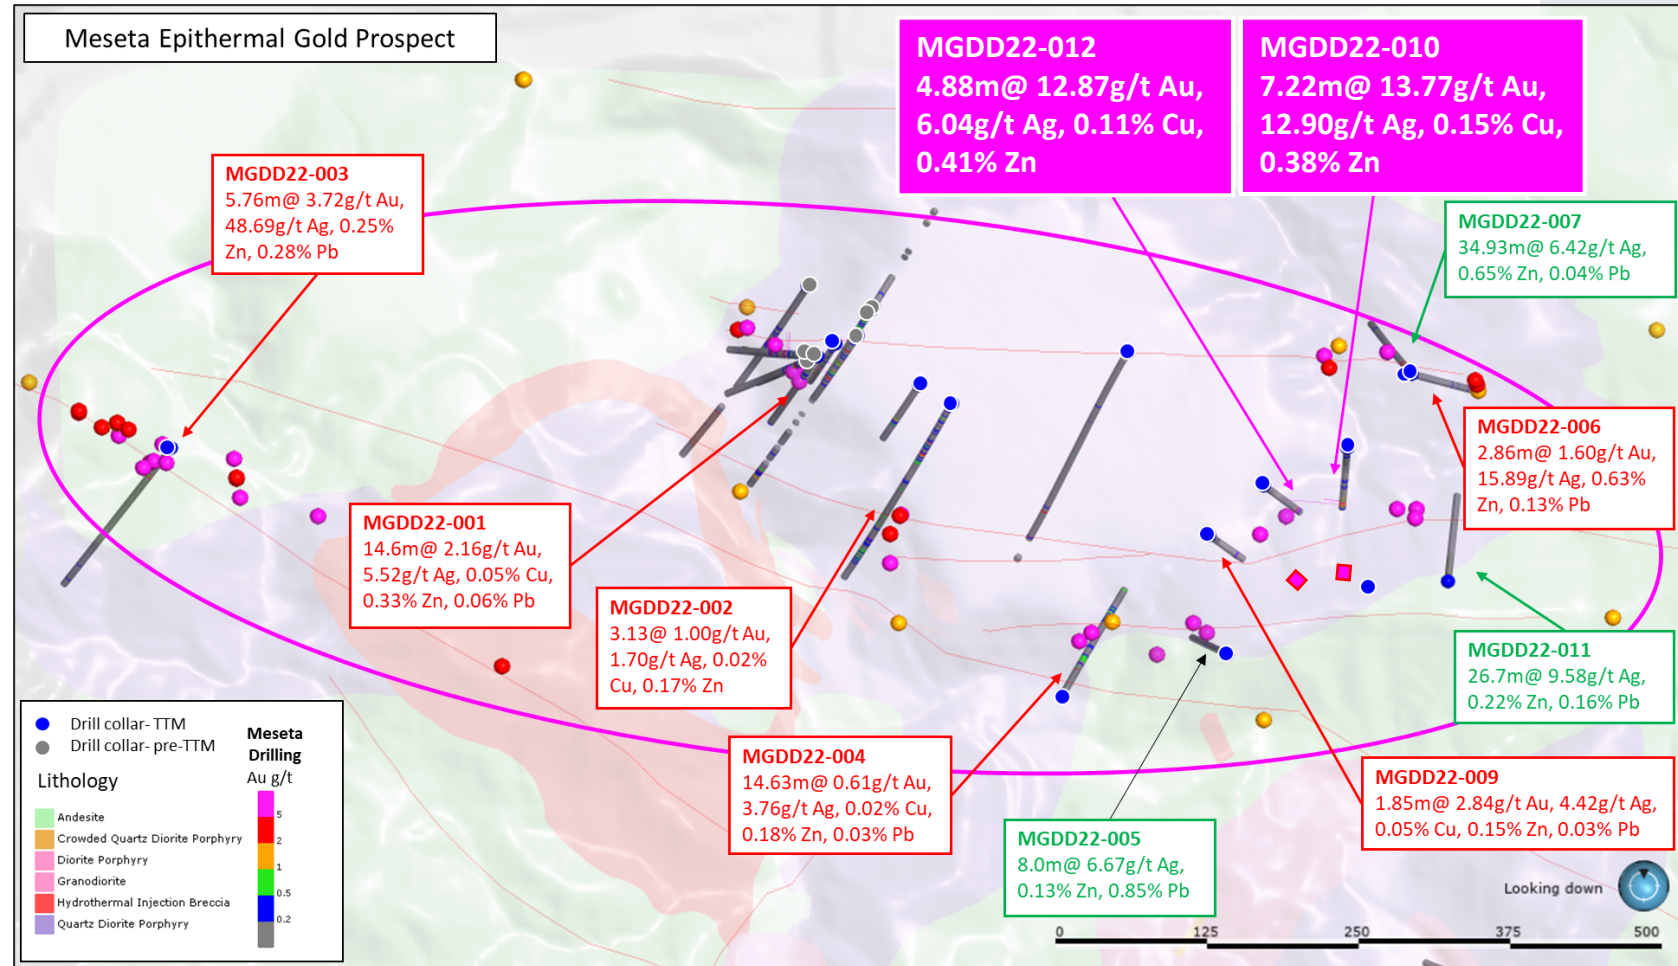 Meseta Epithermal Gold Prospect
MGDD22-012
4.88m@ 12.87g/t Au,
6.04g/t Ag, 0.11% Cu,
0.41% Zn
MGDD22-010
7.22m@ 13.77g/t Au,
12.90g/t Ag, 0.15% Cu,
0.38% Zn
MGDD22-003
5.76m@ 3.72g/t Au,
48.69g/t Ag, 0.25%
Zn, 0.28% Pb
MGDD22-007
34.93m@ 6.42g/t Ag,
0.65% Zn, 0.04% Pb
MGDD22-006
2.86m@ 1.60g/t Au,
15.89g/t Ag, 0.63%
Zn, 0.13% Pb
MGDD22-001
14.6m@ 2.16g/t Au,
5.52g/t Ag, 0.05% Cu,
0.33% Zn, 0.06% Pb
MGDD22-002
3.13@ 1.00g/t Au,
1.70g/t Ag, 0.02%
Cu, 0.17% Zn
MGDD22-011
26.7m@ 9.58g/t Ag,
0.22% Zn, 0.16% Pb
MGDD22-004
14.63m@ 0.61g/t Au,
3.76g/t Ag, 0.02% Cu,
0.18% Zn, 0.03% Pb
MGDD22-009
1.85m@ 2.84g/t Au, 4.42g/t Ag,
0.05% Cu, 0.15% Zn, 0.03% Pb
MGDD22-005
8.0m@ 6.67g/t Ag,
0.13% Zn, 0.85% Pb
Drill collar- TTM
Drill collar- pre-TTM
Lithology
Andesite
Crowded Quartz Diorite Porphyry
Diorite Porphyry
Granodiorite
Hydrothermal Injection Breccia
Quartz Diorite Porphyry
Meseta
Drilling
Au g/t
5
2
1
0.5
0.2
Looking down
0 125 250 375 500